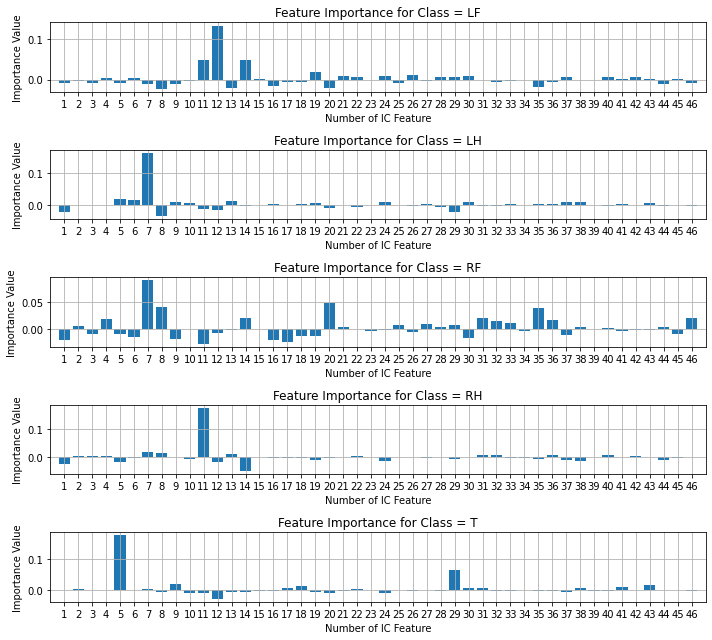 Feature Importance for Class = LF
Importance Value
0.1
0.0
1 2 3 4 5 6 7 8 9 10 11 12 13 14 15 16 17 18 19 20 21 22 23 24 25 26 27 28 29 30 31 32 33 34 35 36 37 38 39 40 41 42 43 44 45 46
Number of IC Feature
Feature Importance for Class = LH
Importance Value
0.1
0.0
1 2 3 4 5 6 7 8 9 10 11 12 13 14 15 16 17 18 19 20 21 22 23 24 25 26 27 28 29 30 31 32 33 34 35 36 37 38 39 40 41 42 43 44 45 46
Number of IC Feature
Feature Importance for Class = RF
Importance Value
0.05
0.00
1 2 3 4 5 6 7 8 9 10 11 12 13 14 15 16 17 18 19 20 21 22 23 24 25 26 27 28 29 30 31 32 33 34 35 36 37 38 39 40 41 42 43 44 45 46
Number of IC Feature
Feature Importance for Class = RH
Importance Value
0.1
0.0
1 2 3 4 5 6 7 8 9 10 11 12 13 14 15 16 17 18 19 20 21 22 23 24 25 26 27 28 29 30 31 32 33 34 35 36 37 38 39 40 41 42 43 44 45 46
Number of IC Feature
Feature Importance for Class = T
Importance Value
0.1
0.0
1 2 3 4 5 6 7 8 9 10 11 12 13 14 15 16 17 18 19 20 21 22 23 24 25 26 27 28 29 30 31 32 33 34 35 36 37 38 39 40 41 42 43 44 45 46
Number of IC Feature